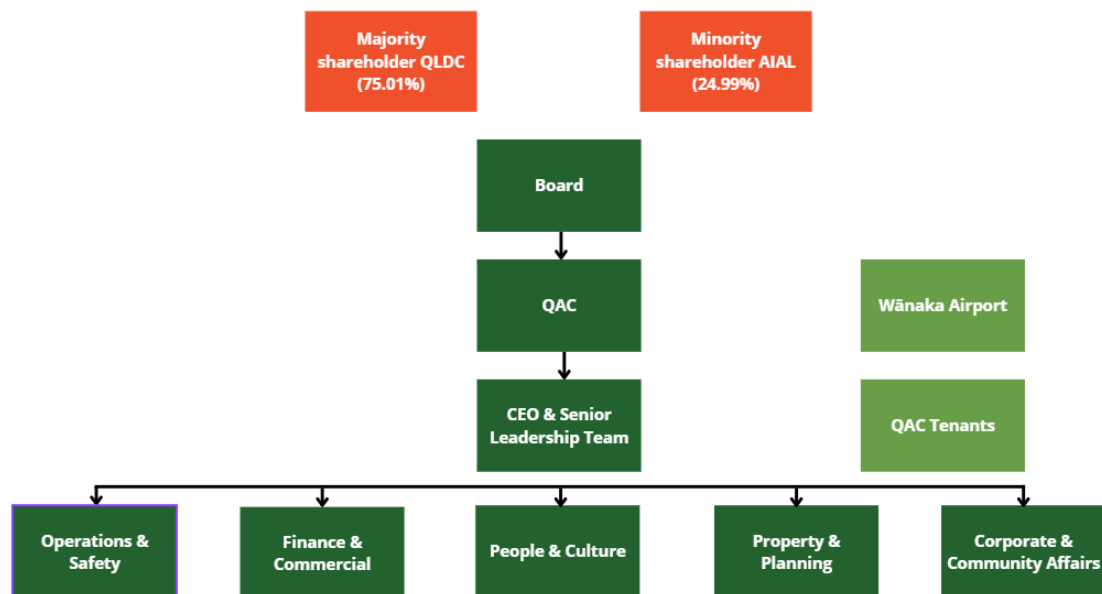 Majority
shareholder QLDC
(75.01%)
Minority
shareholder AIAL
(24.99%)
Board
QAC
Wānaka Airport
CEO & Senior
Leadership Team
QAC Tenants
Operations &
Safety
Finance &
Commercial
People & Culture
Property &
Planning
Corporate &
Community Affairs